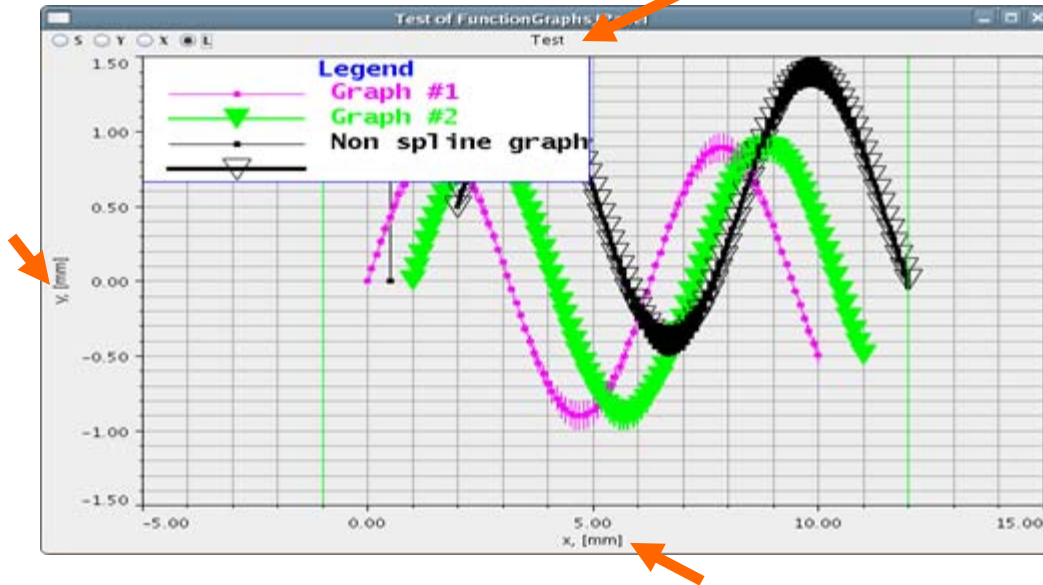 Test of FunctionGraphs
S Y X L
Test
Legend
Graph #1
Graph #2
Non spline graph
1.50
1.00
0.50
0.00
-0.50
-1.00
-1.50
y, [mm]
-5.00 0.00 5.00 10.00 15.00
x, [mm]